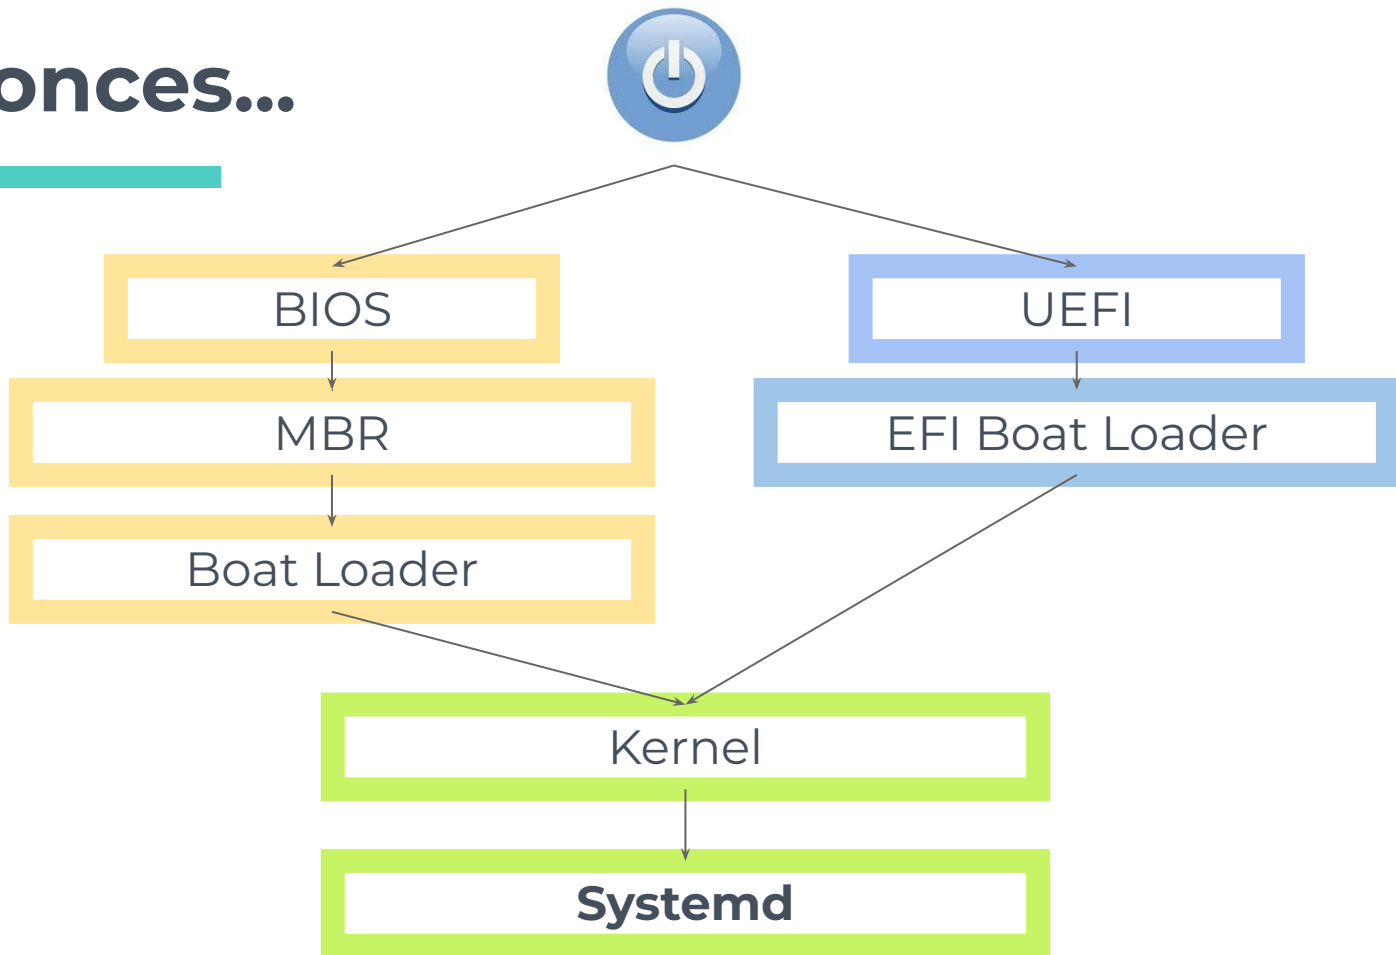 onces...
BIOS
UEFI
MBR
EFI Boat Loader
Boat Loader
Kernel
Systemd